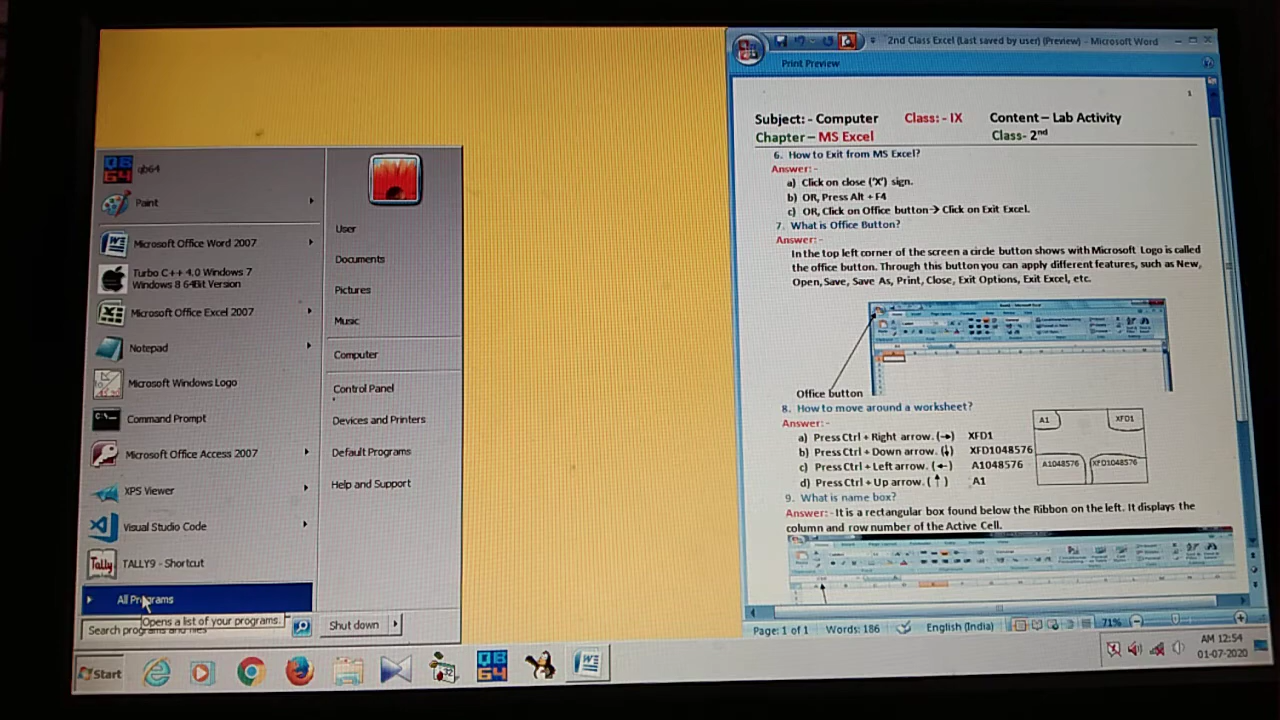 qb64
Paint
Microsoft Office Word 2007
Turbo C++ 4.0 Windows 7
Windows 8 64Bit Version
Microsoft Office Excel 2007
Notepad
Microsoft Windows Logo
Command Prompt
Microsoft Office Access 2007
XPS Viewer
Visual Studio Code
TALLY9 - Shortcut
All Programs
Opens a list of your programs.
Search programs and files
User
Documents
Pictures
Music
Computer
Control Panel
Devices and Printers
Default Programs
Help and Support
Shut down
Start
2nd Class Excel (Last saved by user) (Preview) - Microsoft Word
Print Preview
1
Subject: - Computer Class: - IX Content – Lab Activity
Chapter – MS Excel Class- 2nd
6. How to Exit from MS Excel?
Answer: -
a) Click on close ('X') sign.
b) OR, Press Alt + F4
c) OR, Click on Office button→ Click on Exit Excel.
7. What is Office Button?
Answer: -
In the top left corner of the screen a circle button shows with Microsoft Logo is called
the office button. Through this button you can apply different features, such as New,
Open, Save, Save As, Print, Close, Exit Options, Exit Excel, etc.
Office button
8. How to move around a worksheet?
Answer: -
a) Press Ctrl + Right arrow. (→) XFD1
b) Press Ctrl + Down arrow. (↓) XFD1048576
c) Press Ctrl + Left arrow. (←) A1048576
d) Press Ctrl + Up arrow. (↑) A1
A1 XFD1
A1048576 XFD1048576
9. What is name box?
Answer: - It is a rectangular box found below the Ribbon on the left. It displays the
column and row number of the Active Cell.
Page: 1 of 1 Words: 186 English (India) 71%
AM 12:54
01-07-2020